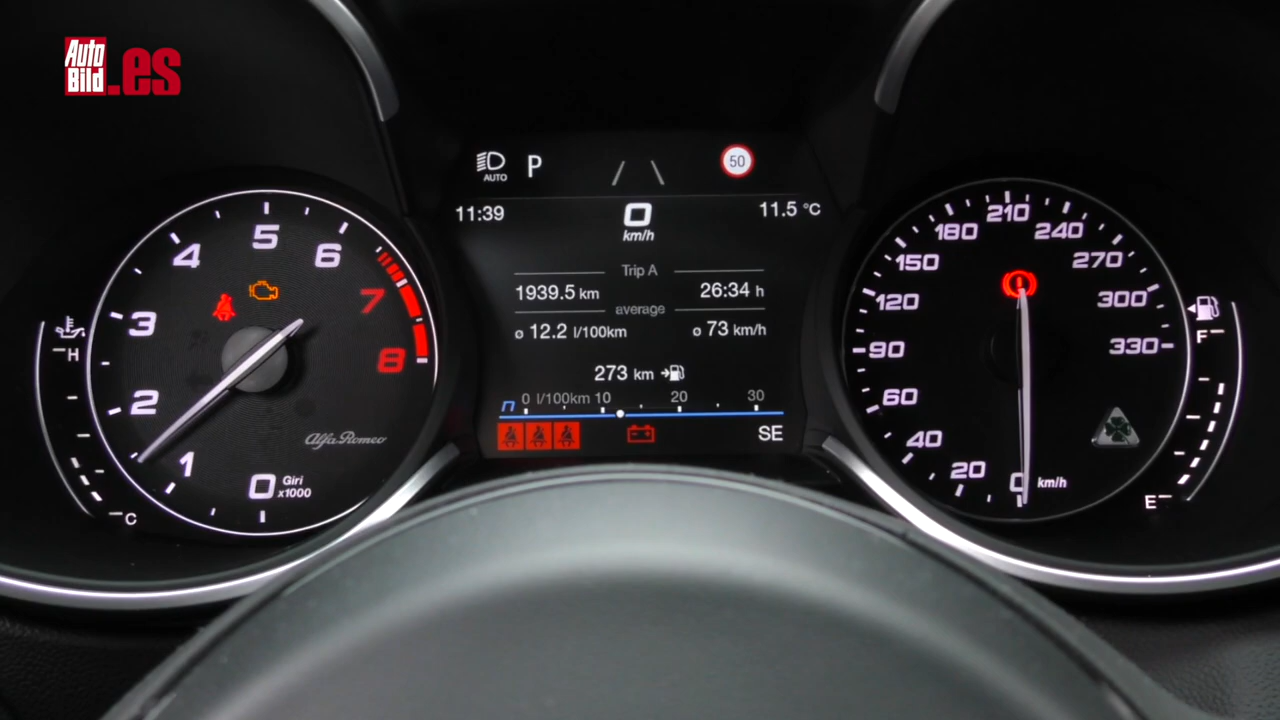 Auto
Bild
.es
AUTO
P
50
11:39
0
km/h
11.5 °C
Trip A
1939.5 km
26:34 h
average
ø 12.2 l/100km
ø 73 km/h
273 km
0 l/100km 10 20 30
SE
0
1
2
3
4
5
6
7
8
Giri
x1000
Alfa Romeo
H
C
0
20
40
60
90
120
150
180
210
240
270
300
330
km/h
F
E